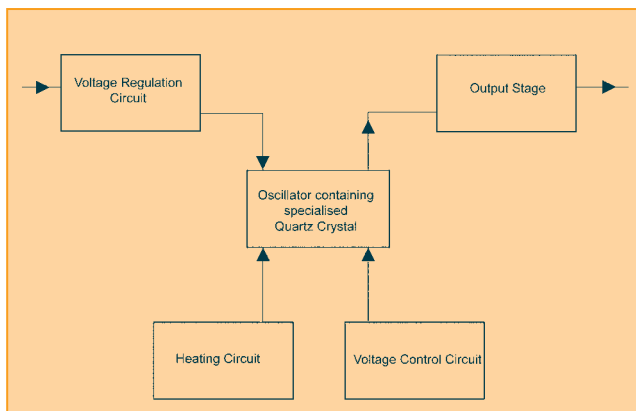 Voltage Regulation
Circuit
Output Stage
Oscillator containing
specialised
Quartz Crystal
Heating Circuit
Voltage Control Circuit